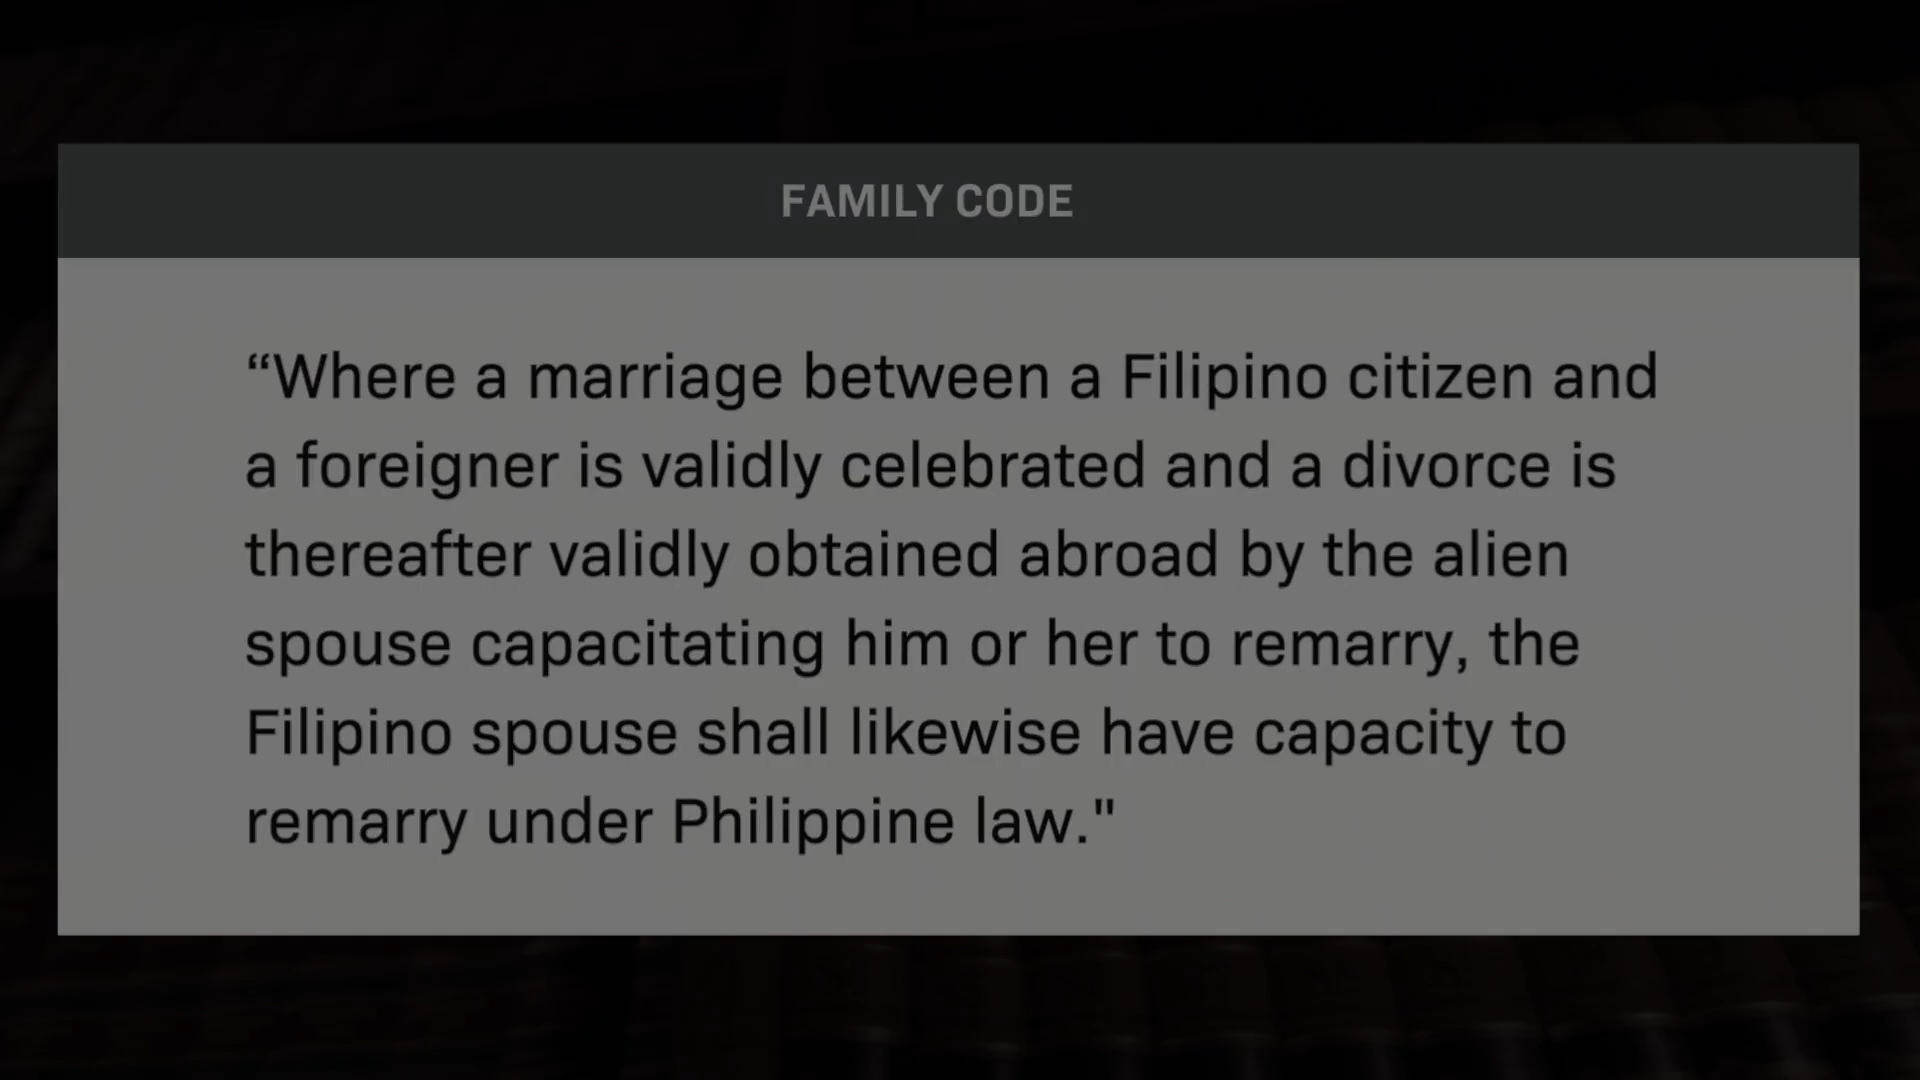 FAMILY CODE
“Where a marriage between a Filipino citizen and
a foreigner is validly celebrated and a divorce is
thereafter validly obtained abroad by the alien
spouse capacitating him or her to remarry, the
Filipino spouse shall likewise have capacity to
remarry under Philippine law."